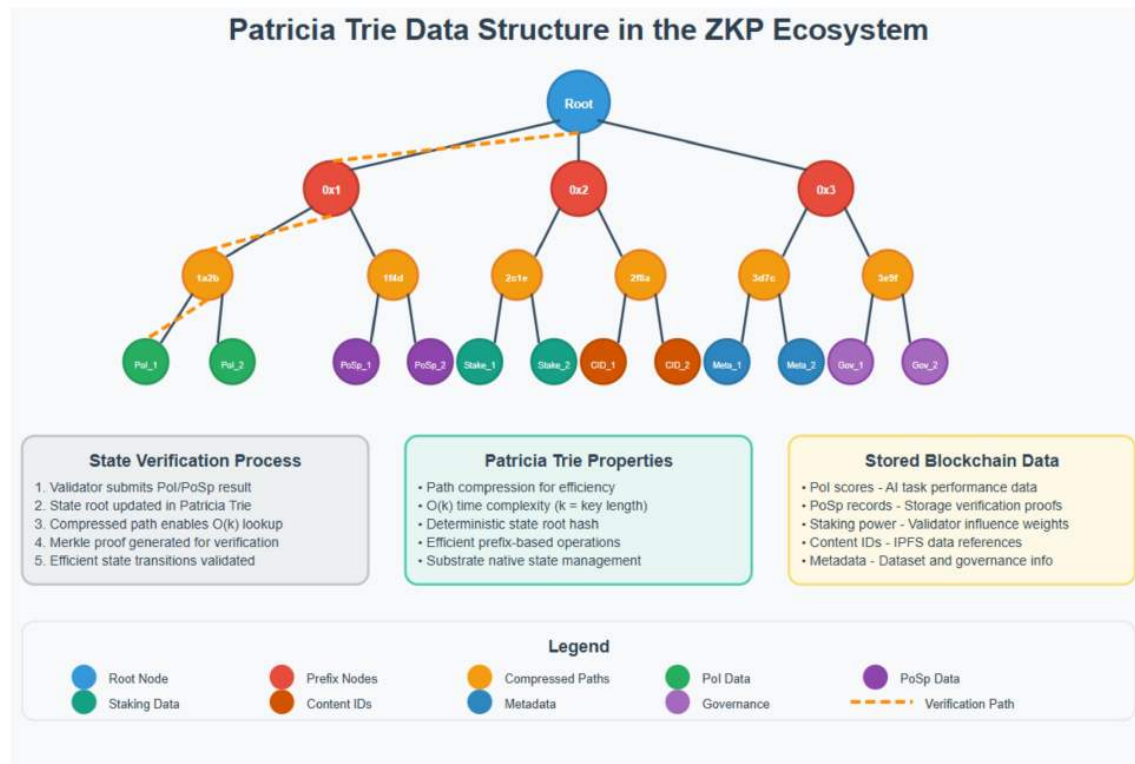 Patricia Trie Data Structure in the ZKP Ecosystem
Root
0x1
0x2
0x3
1a2b
1f4d
2c1e
2f8a
3d7c
3e9f
PoI_1
PoI_2
PoSp_1
PoSp_2
Stake_1
Stake_2
CID_1
CID_2
Meta_1
Meta_2
Gov_1
Gov_2
State Verification Process
1. Validator submits PoI/PoSp result
2. State root updated in Patricia Trie
3. Compressed path enables O(k) lookup
4. Merkle proof generated for verification
5. Efficient state transitions validated
Patricia Trie Properties
• Path compression for efficiency
• O(k) time complexity (k = key length)
• Deterministic state root hash
• Efficient prefix-based operations
• Substrate native state management
Stored Blockchain Data
• PoI scores - AI task performance data
• PoSp records - Storage verification proofs
• Staking power - Validator influence weights
• Content IDs - IPFS data references
• Metadata - Dataset and governance info
Legend
Root Node
Prefix Nodes
Compressed Paths
PoI Data
PoSp Data
Staking Data
Content IDs
Metadata
Governance
Verification Path